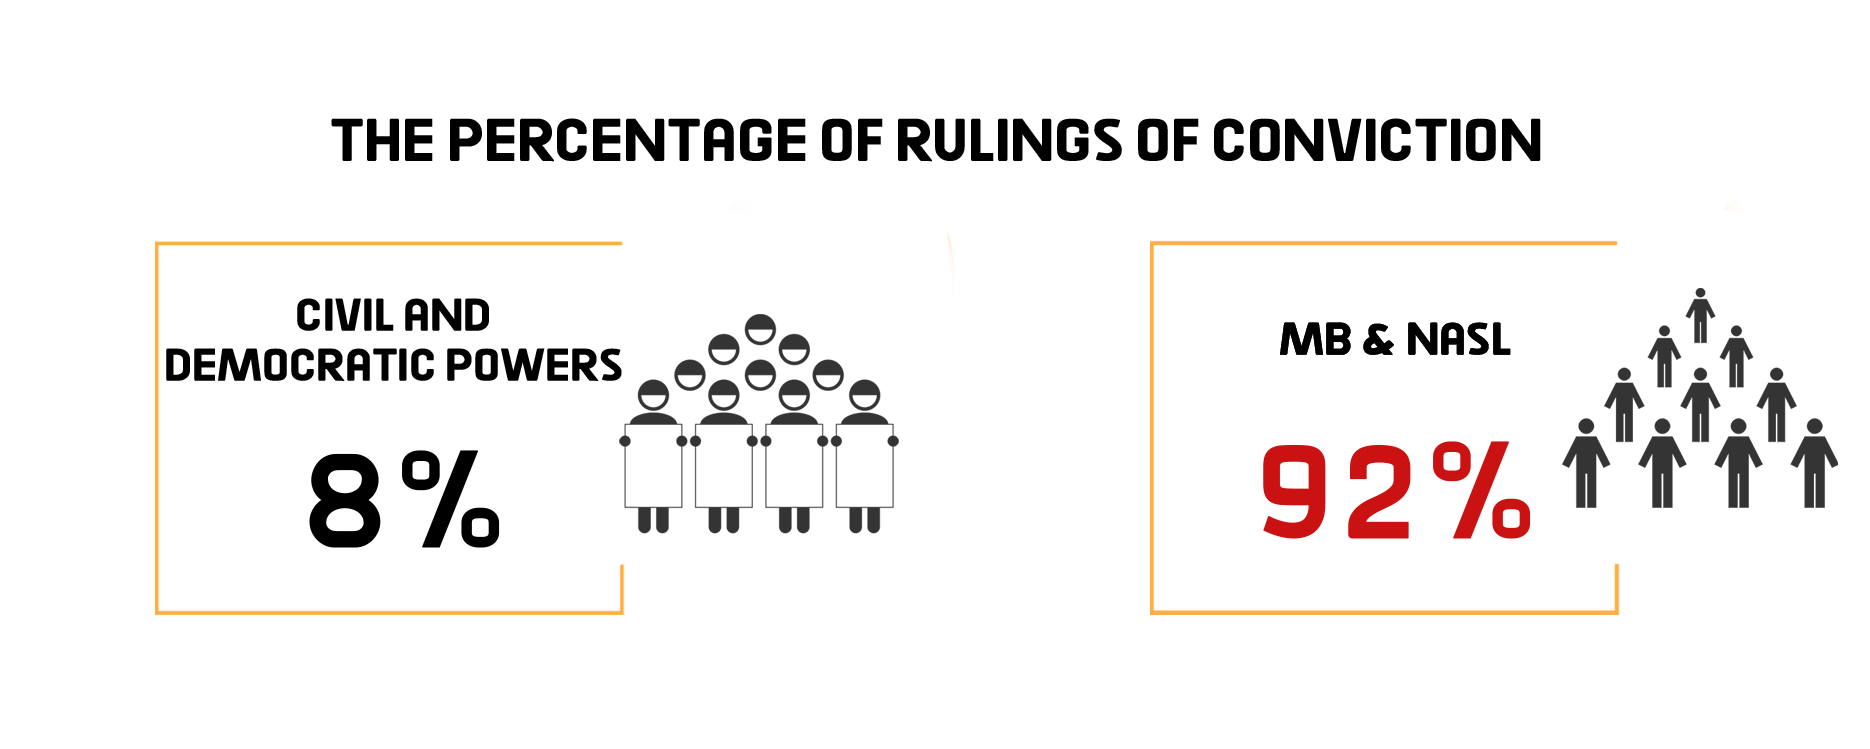 THE PERCENTAGE OF RULINGS OF CONVICTION
CIVIL AND
DEMOCRATIC POWERS
8%
MB & NASL
92%